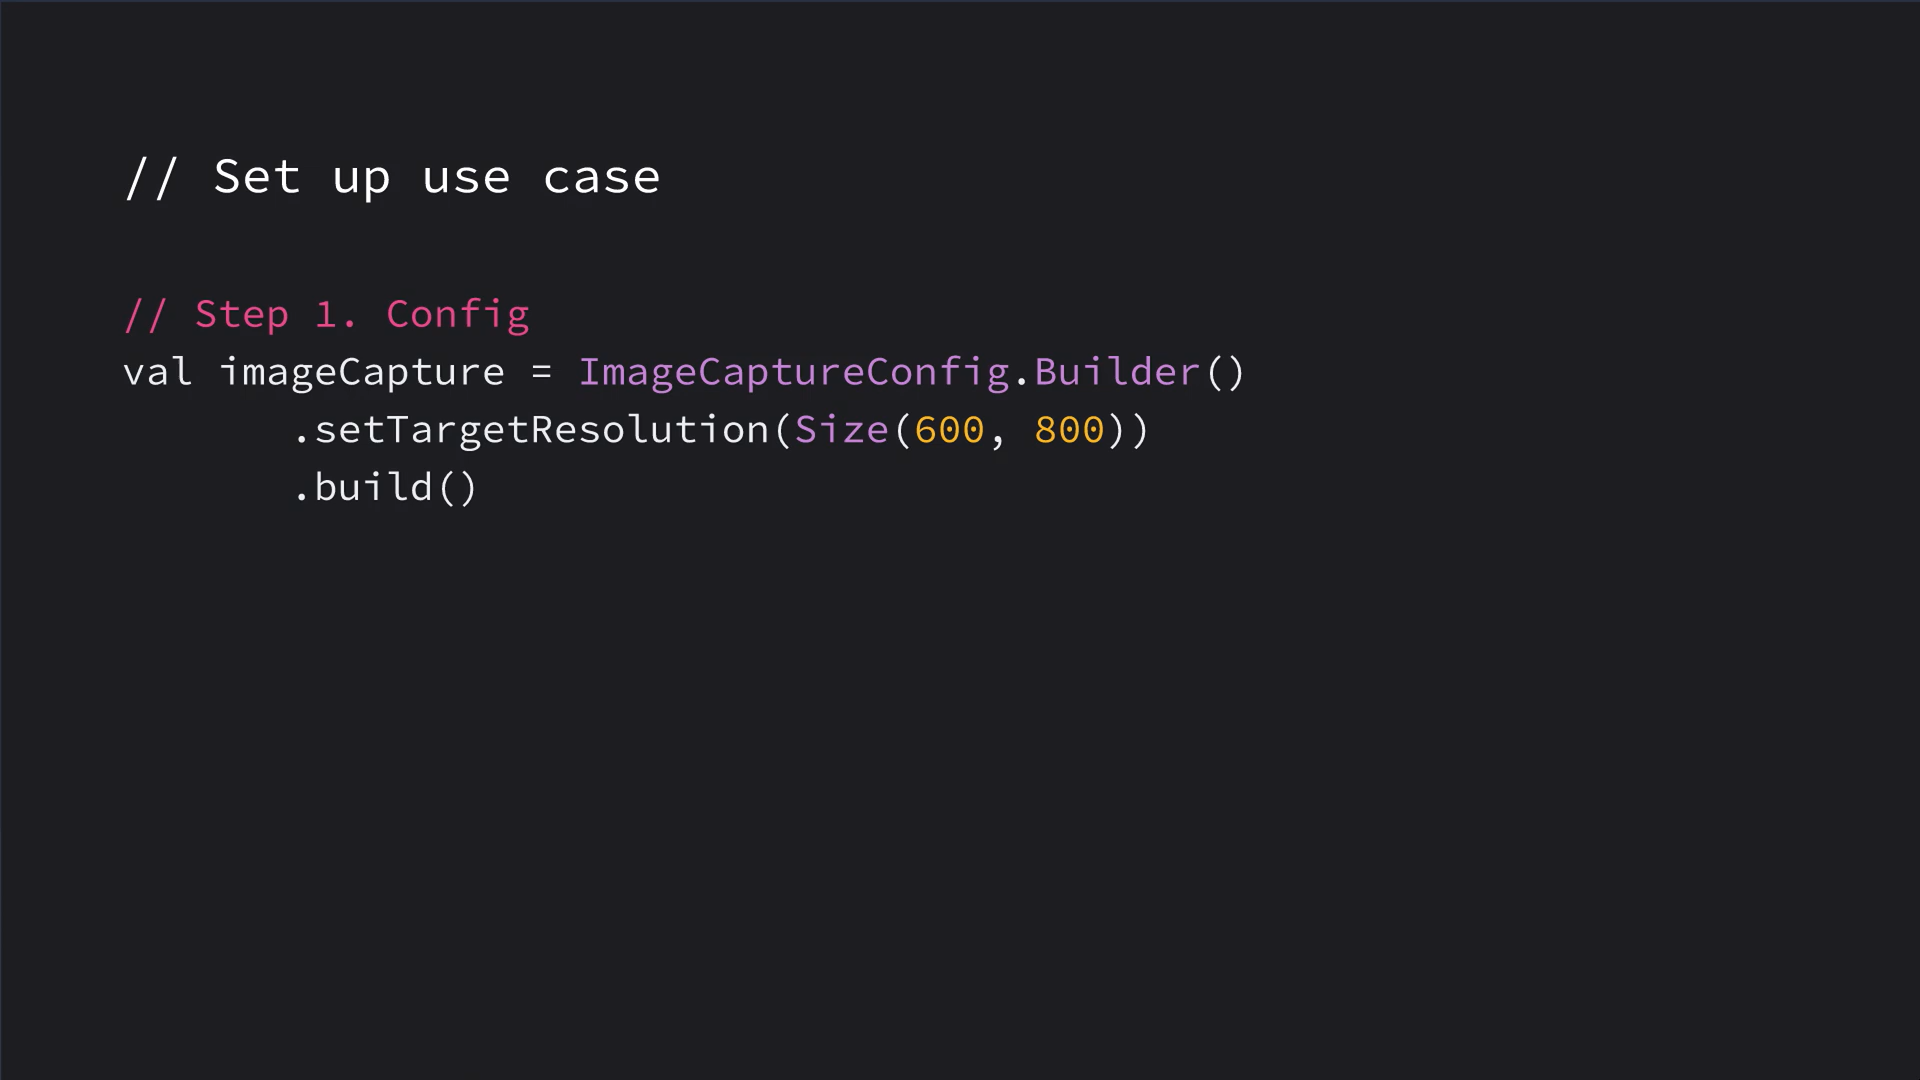 // Set up use case
// Step 1. Config
val imageCapture = ImageCaptureConfig.Builder()
.setTargetResolution(Size(600, 800))
.build()